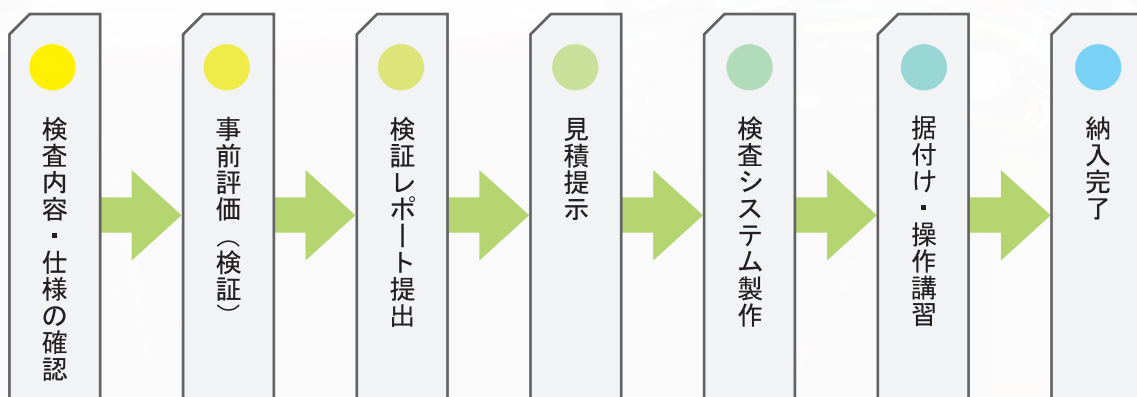 検査内容・仕様の確認
事前評価（検証）
検証レポート提出
見積提示
検査システム製作
据付け・操作講習
納入完了